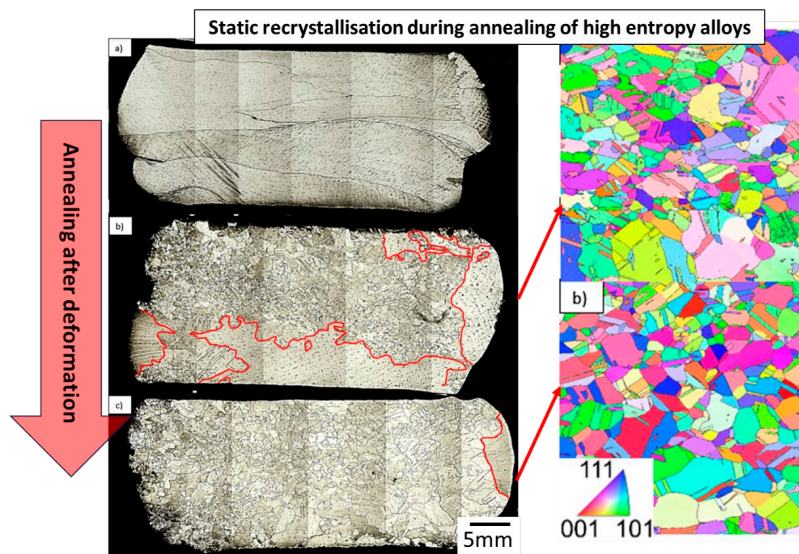 Static recrystallisation during annealing of high entropy alloys
a)
Annealing after deformation
b)
c)
5mm
b)
111
001 101